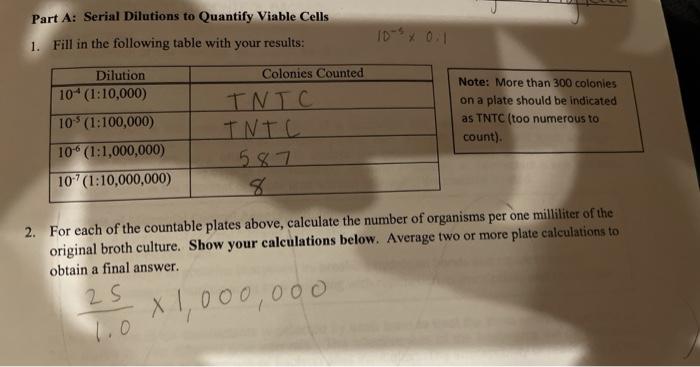 Part A: Serial Dilutions to Quantify Viable Cells
10⁻⁵ x 0.1
1. Fill in the following table with your results:
Dilution Colonies Counted
10⁻⁴ (1:10,000) TNTC
10⁻⁵ (1:100,000) TNTC
10⁻⁶ (1:1,000,000) 587
10⁻⁷ (1:10,000,000) 8
Note: More than 300 colonies
on a plate should be indicated
as TNTC (too numerous to
count).
2. For each of the countable plates above, calculate the number of organisms per one milliliter of the
original broth culture. Show your calculations below. Average two or more plate calculations to
obtain a final answer.
25
x 1,000,000
1.0